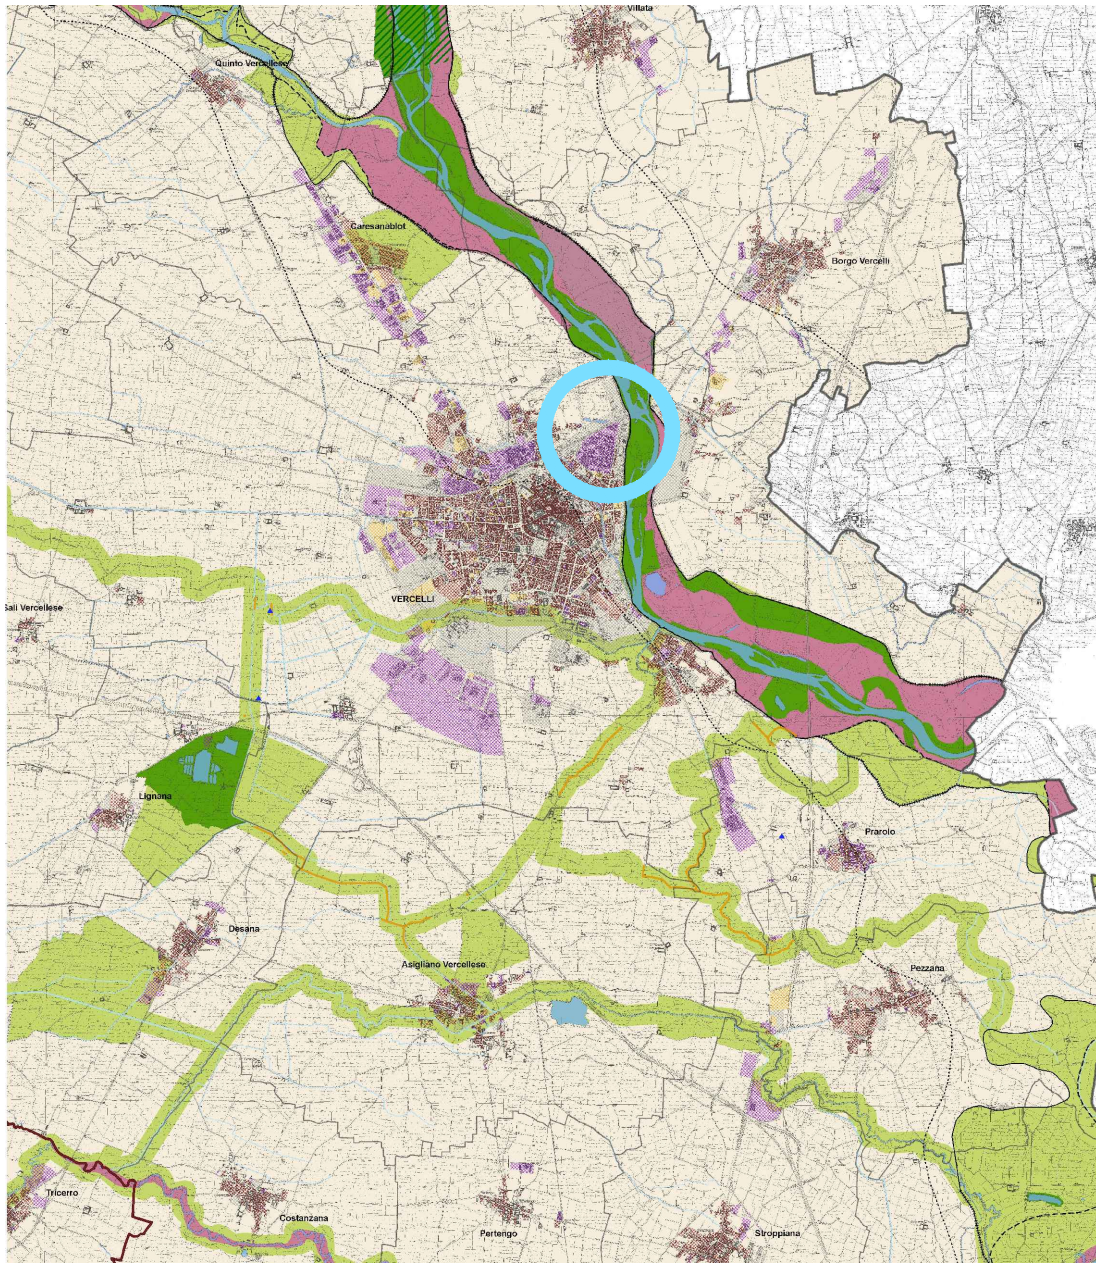 Villata
Quinto Vercellese
Caresanablot
Borgo Vercelli
VERCELLI
Sali Vercellese
Lignana
Prarolo
Desana
Asigliano Vercellese
Pezzana
Tricerro
Costanzana
Pertengo
Stroppiana